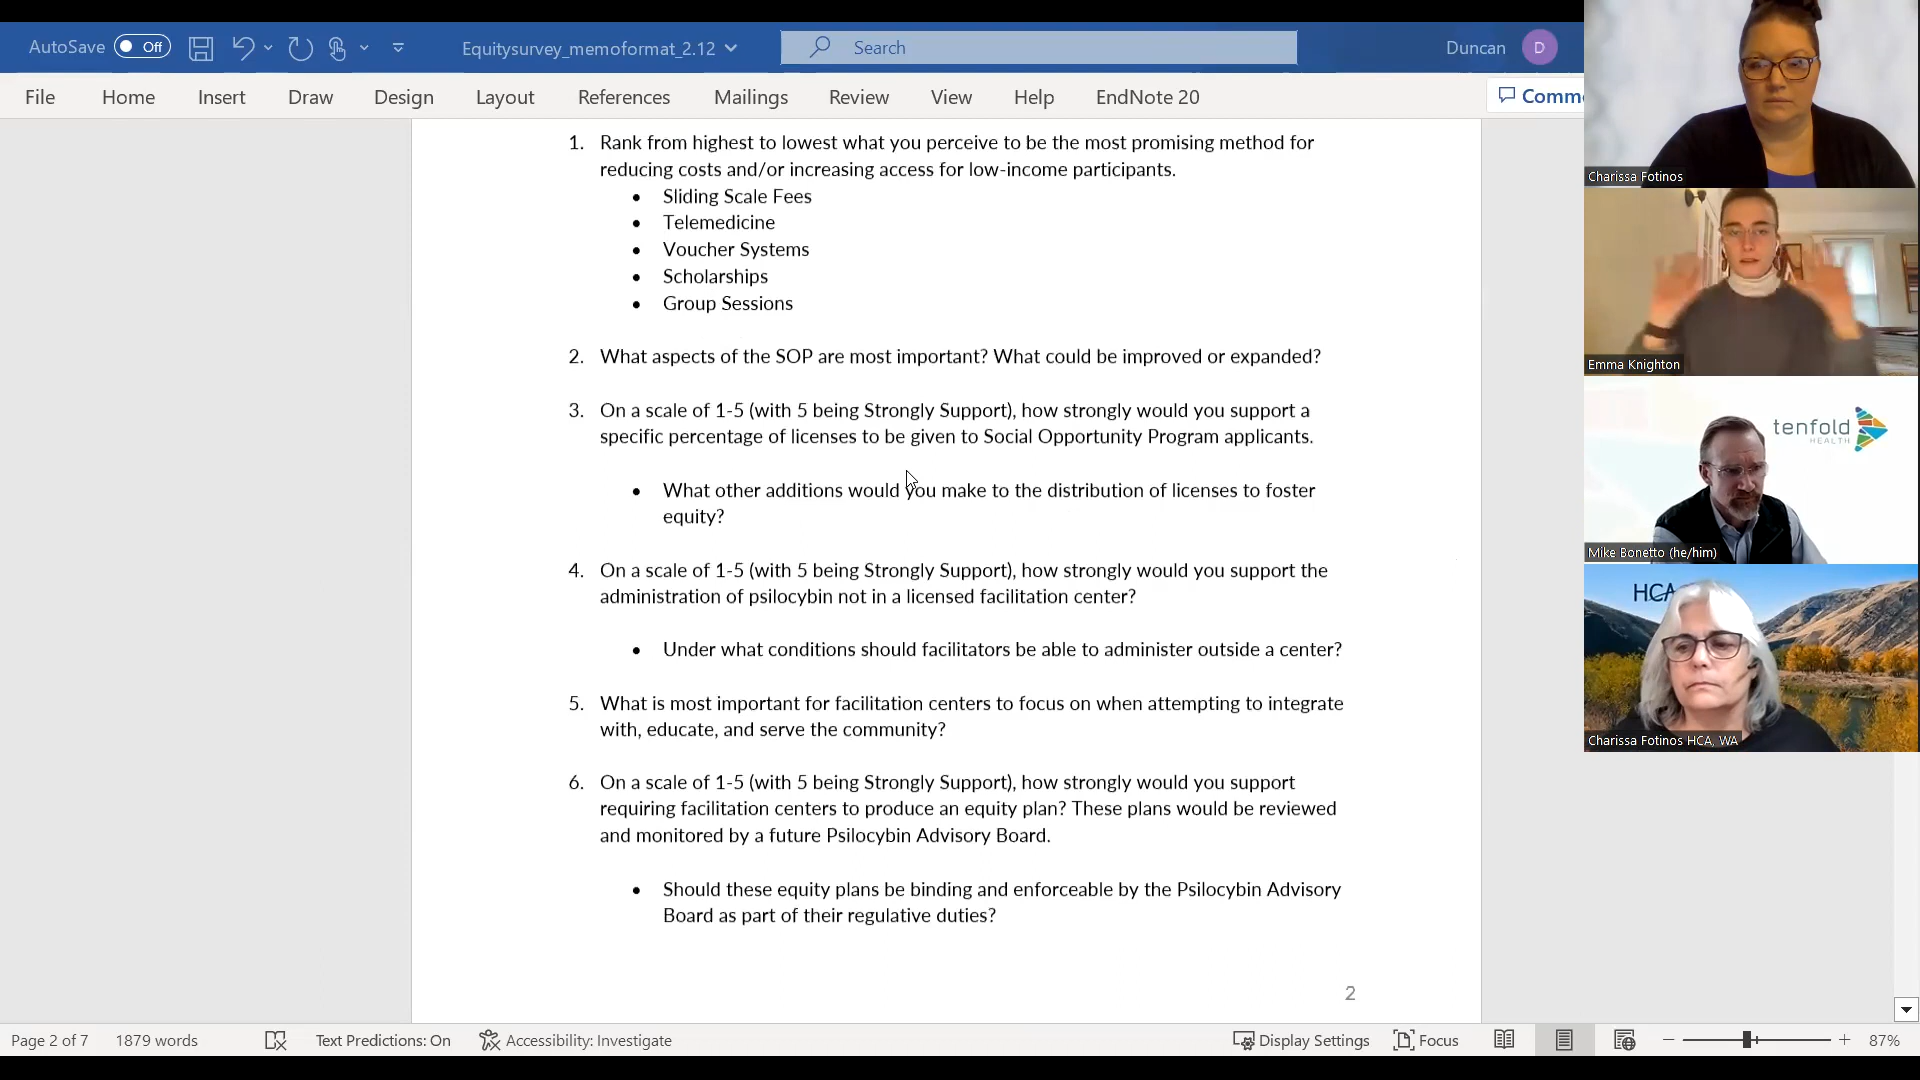 AutoSave Off Equitysurvey_memoformat_2.12 Search Duncan D
File Home Insert Draw Design Layout References Mailings Review View Help EndNote 20 Comm
1. Rank from highest to lowest what you perceive to be the most promising method for
reducing costs and/or increasing access for low-income participants.
• Sliding Scale Fees
• Telemedicine
• Voucher Systems
• Scholarships
• Group Sessions
2. What aspects of the SOP are most important? What could be improved or expanded?
3. On a scale of 1-5 (with 5 being Strongly Support), how strongly would you support a
specific percentage of licenses to be given to Social Opportunity Program applicants.
• What other additions would you make to the distribution of licenses to foster
equity?
4. On a scale of 1-5 (with 5 being Strongly Support), how strongly would you support the
administration of psilocybin not in a licensed facilitation center?
• Under what conditions should facilitators be able to administer outside a center?
5. What is most important for facilitation centers to focus on when attempting to integrate
with, educate, and serve the community?
6. On a scale of 1-5 (with 5 being Strongly Support), how strongly would you support
requiring facilitation centers to produce an equity plan? These plans would be reviewed
and monitored by a future Psilocybin Advisory Board.
• Should these equity plans be binding and enforceable by the Psilocybin Advisory
Board as part of their regulative duties?
2
Page 2 of 7 1879 words Text Predictions: On Accessibility: Investigate Display Settings Focus 87%
Charissa Fotinos
Emma Knighton
tenfold
HEALTH
Mike Bonetto (he/him)
HCA
Charissa Fotinos HCA, WA